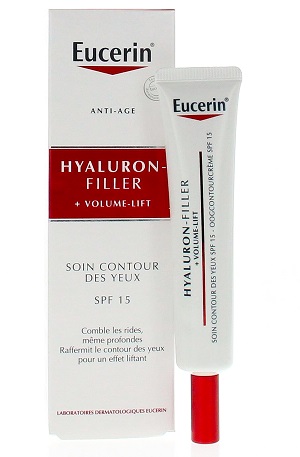 Eucerin®
ANTI-AGE
HYALURON-
FILLER
+ VOLUME-LIFT
SOIN CONTOUR
DES YEUX
SPF 15
Comble les rides,
même profondes
Raffermit le contour des yeux
pour un effet liftant
LABORATOIRES DERMATOLOGIQUES EUCERIN
Eucerin®
HYALURON-FILLER
+ VOLUME-LIFT
SOIN CONTOUR DES YEUX SPF 15 - OOGCONTOURCRÈME SPF 15